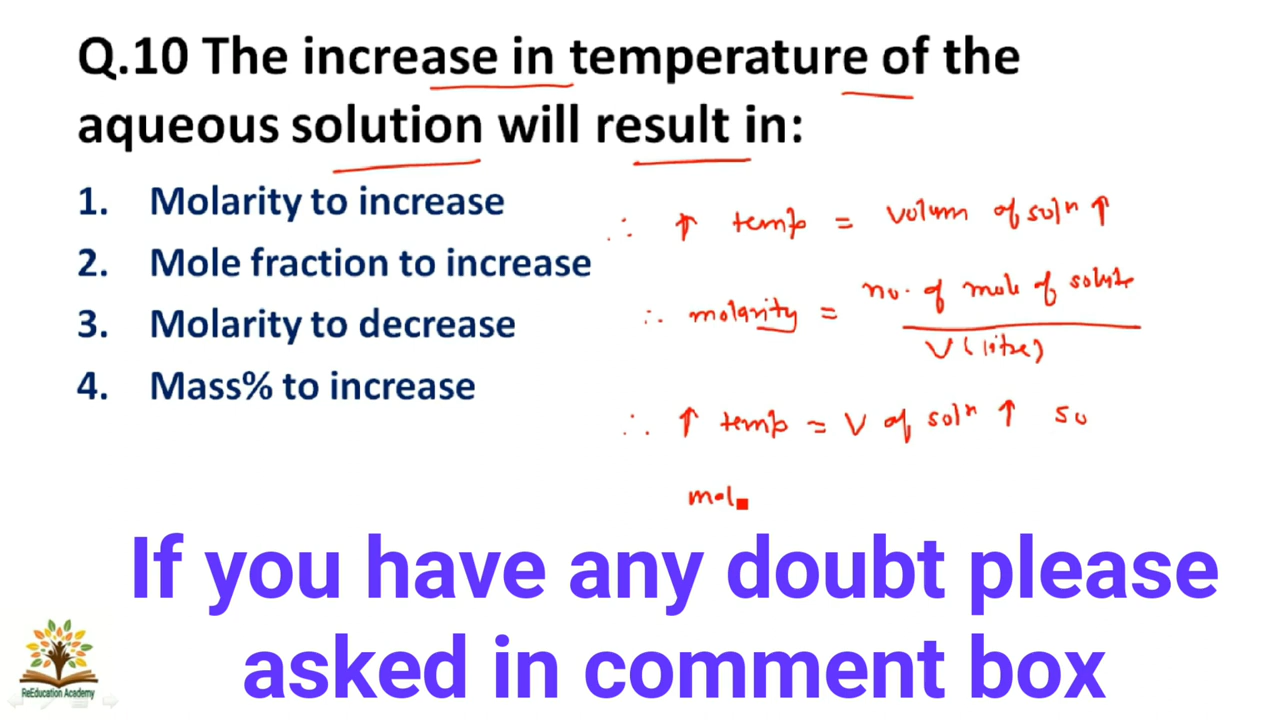 Q.10 The increase in temperature of the
aqueous solution will result in:
1. Molarity to increase
2. Mole fraction to increase
3. Molarity to decrease
4. Mass% to increase
∴ ↑ temp = volum of solⁿ ↑
∴ molarity = no. of mole of solute
V (litre)
∴ ↑ temp = V of solⁿ ↑ so
mol
If you have any doubt please
asked in comment box
ReEducation Academy